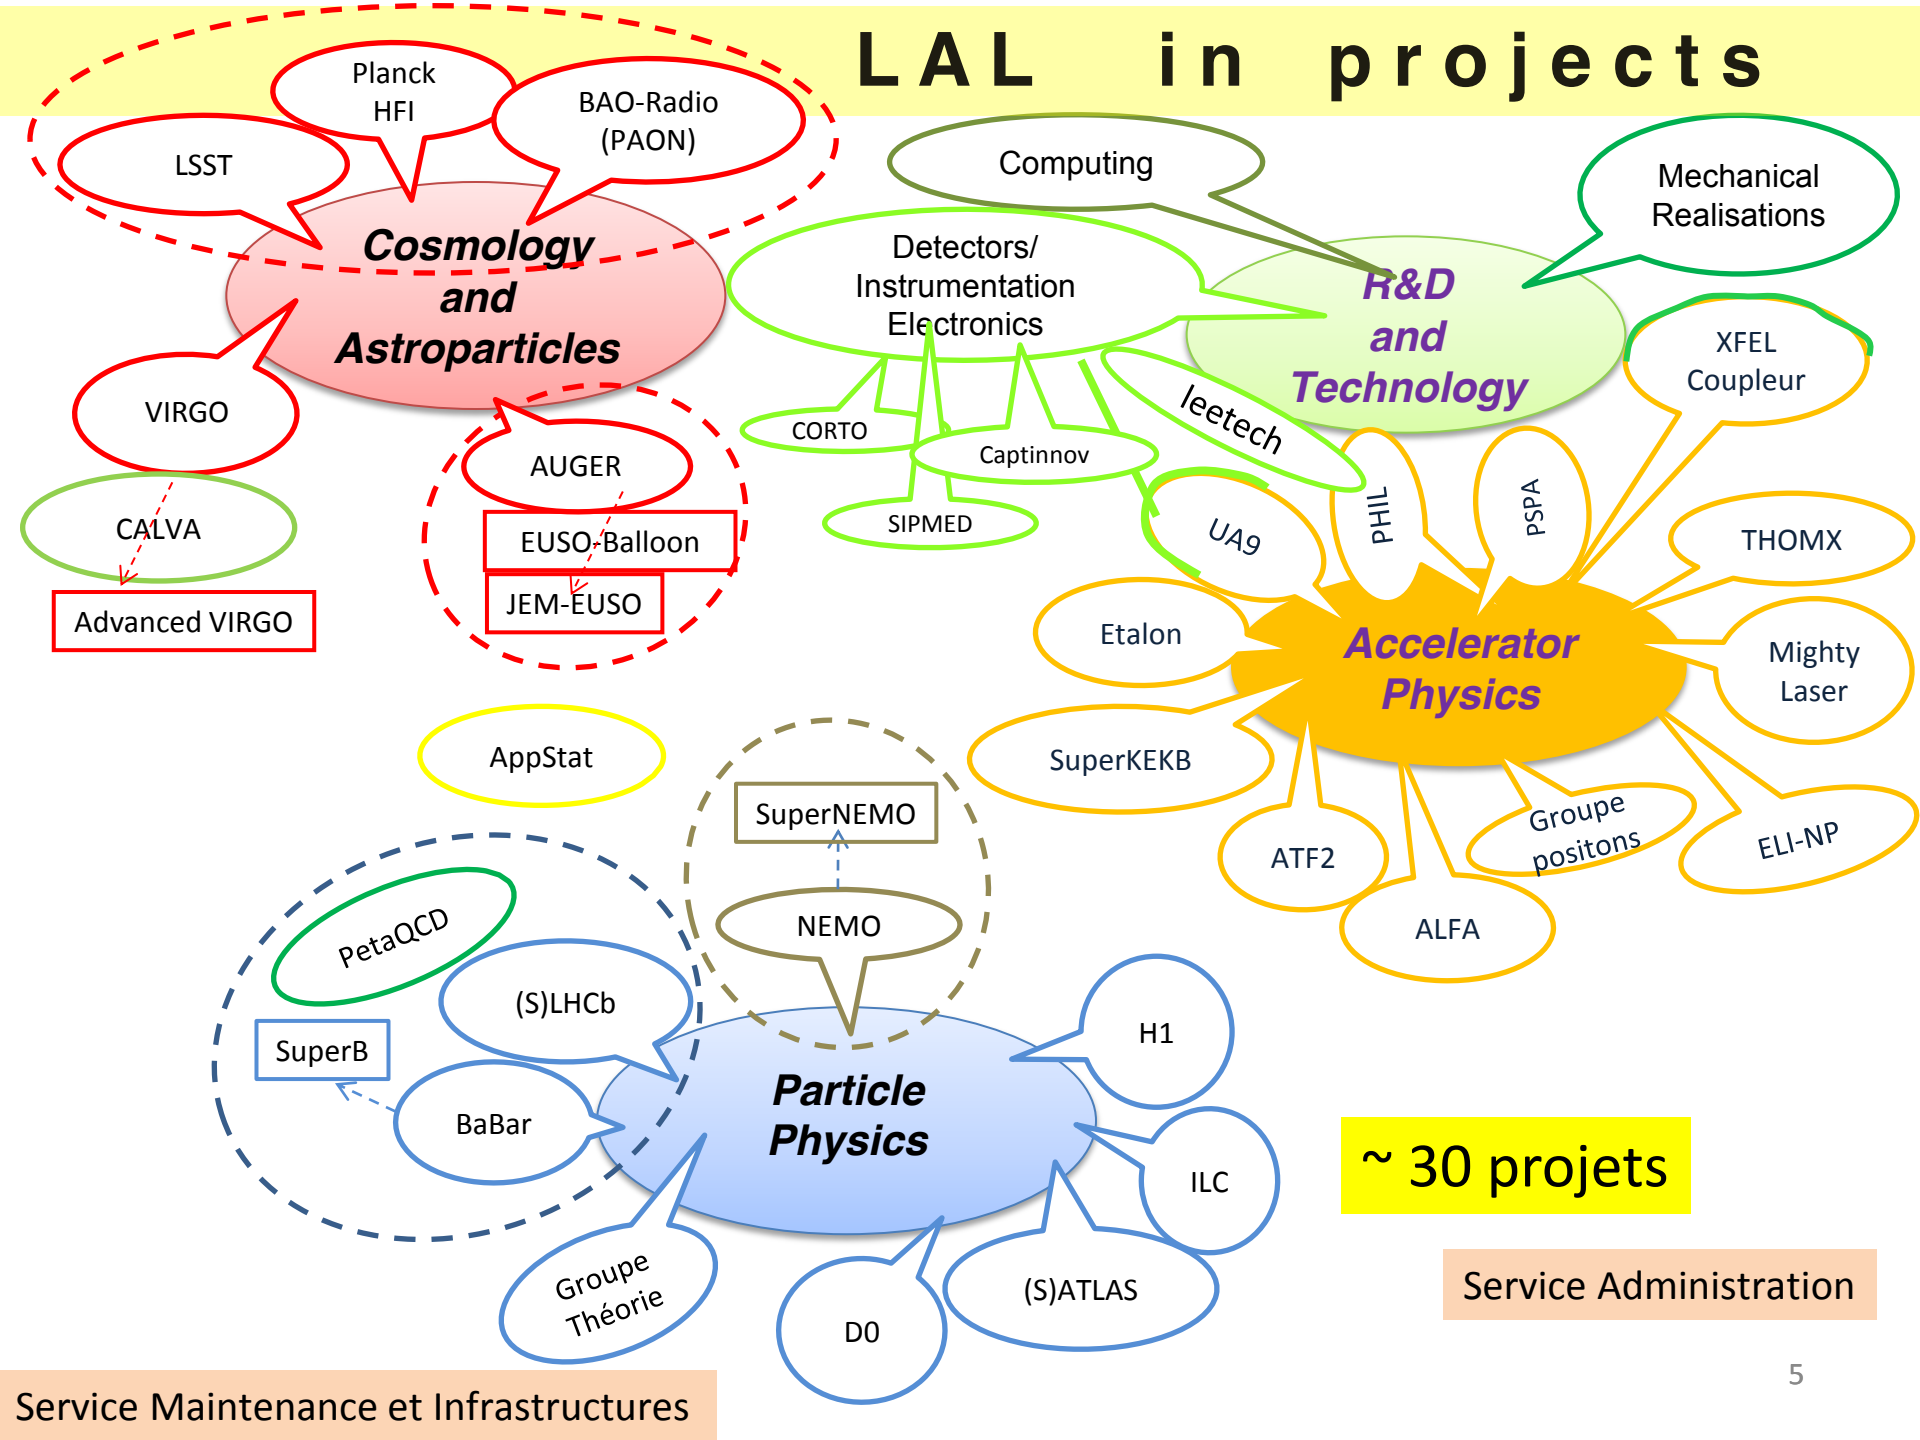 LAL in projects
Planck
HFI
BAO-Radio
(PAON)
LSST
Computing
Mechanical
Realisations
Cosmology
and
Astroparticles
Detectors/
Instrumentation
Electronics
R&D
and
Technology
XFEL
Coupleur
VIRGO
CORTO
Captinnov
leetech
AUGER
SIPMED
UA9
PHIL
PSPA
CALVA
EUSO-Balloon
THOMX
JEM-EUSO
Advanced VIRGO
Etalon
Accelerator
Physics
Mighty
Laser
AppStat
SuperKEKB
SuperNEMO
ATF2
Groupe
positons
ELI-NP
PetaQCD
NEMO
ALFA
(S)LHCb
SuperB
H1
BaBar
Particle
Physics
~ 30 projets
ILC
Groupe
Théorie
(S)ATLAS
D0
Service Administration
5
Service Maintenance et Infrastructures